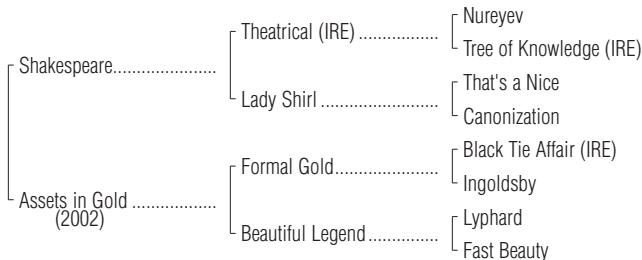 Nureyev
Theatrical (IRE) .................
Tree of Knowledge (IRE)
Shakespeare......................
That's a Nice
Lady Shirl .........................
Canonization
Black Tie Affair (IRE)
Formal Gold......................
Ingoldsby
Assets in Gold .................
(2002)
Lyphard
Beautiful Legend...............
Fast Beauty